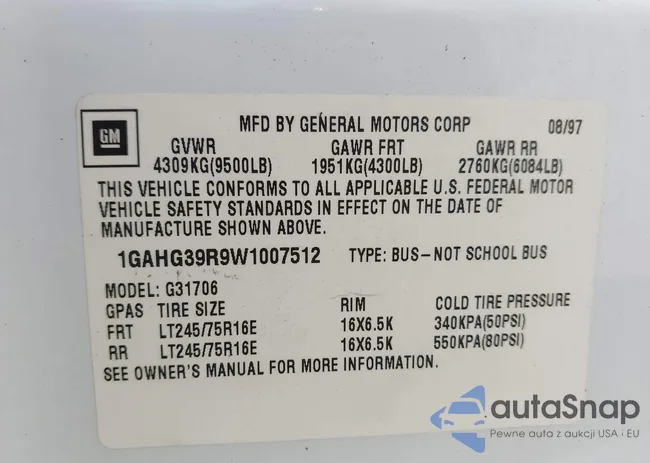 GM
MFD BY GENERAL MOTORS CORP 08/97
GVWR GAWR FRT GAWR RR
4309KG(9500LB) 1951KG(4300LB) 2760KG(6084LB)
THIS VEHICLE CONFORMS TO ALL APPLICABLE U.S. FEDERAL MOTOR
VEHICLE SAFETY STANDARDS IN EFFECT ON THE DATE OF
MANUFACTURE SHOWN ABOVE.
1GAHG39R9W1007512 TYPE: BUS-NOT SCHOOL BUS
MODEL: G31706
GPAS TIRE SIZE RIM COLD TIRE PRESSURE
FRT LT245/75R16E 16X6.5K 340KPA(50PSI)
RR LT245/75R16E 16X6.5K 550KPA(80PSI)
SEE OWNER'S MANUAL FOR MORE INFORMATION.
autaSnap
Pewne auta z aukcji USA i EU